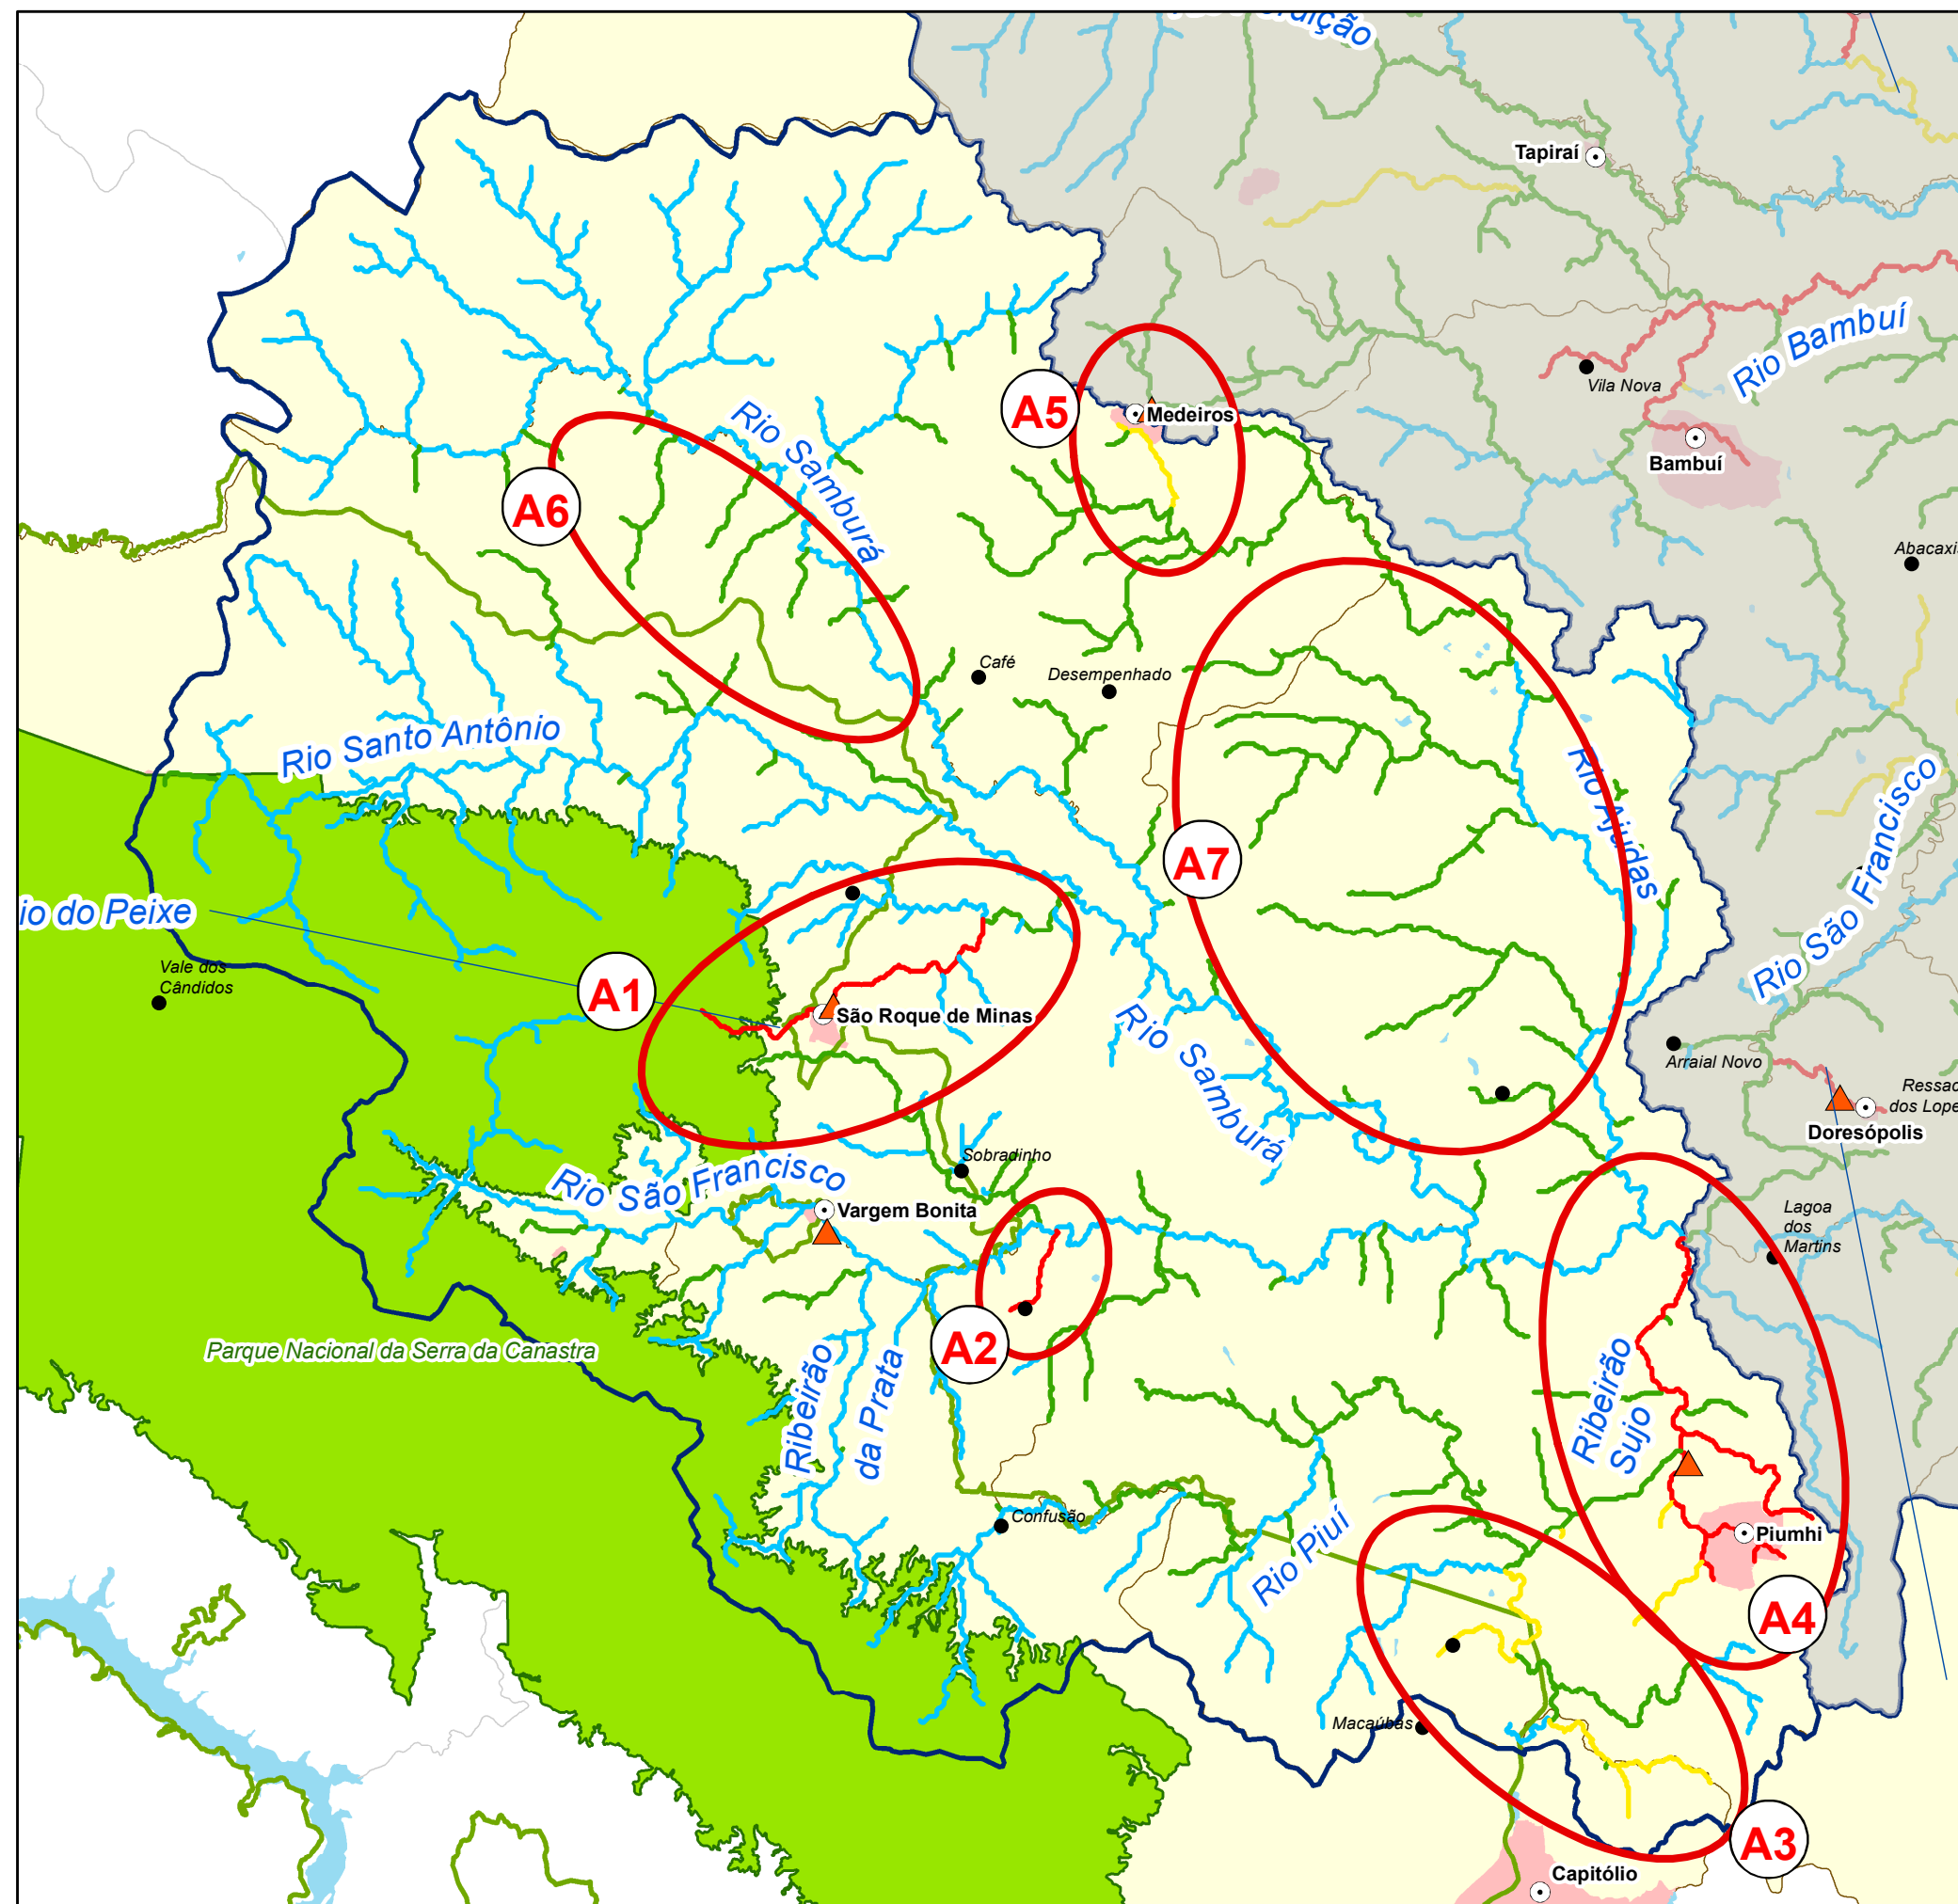 Tapiraí
Rio Bambuí
Vila Nova
Bambuí
A5
Medeiros
Rio Samburá
A6
Café
Desempenhado
Rio Santo Antônio
Rio Ajudas
Rio São Francisco
A7
io do Peixe
Vale dos
Cândidos
A1
São Roque de Minas
Rio Samburá
Arraial Novo
Doresópolis
Sobradinho
Rio São Francisco
Vargem Bonita
Lagoa
dos
Martins
A2
Parque Nacional da Serra da Canastra
Ribeirão
da Prata
Ribeirão
Sujo
Confusão
Rio Piuí
Piumhi
A4
Macaúbas
A3
Capitólio